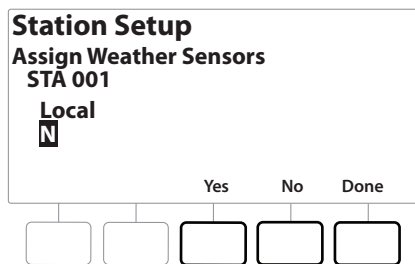 Station Setup
Assign Weather Sensors
STA 001
Local
N
Yes No Done